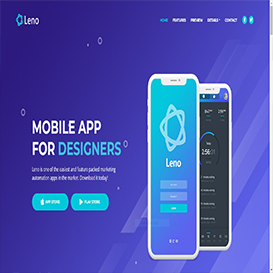 Leno
HOME FEATURES PREVIEW DETAILS CONTACT
MOBILE APP
FOR DESIGNERS
Leno is one of the easiest and feature packed marketing
automation apps in the market. Download it today!
APP STORE PLAY STORE
Leno